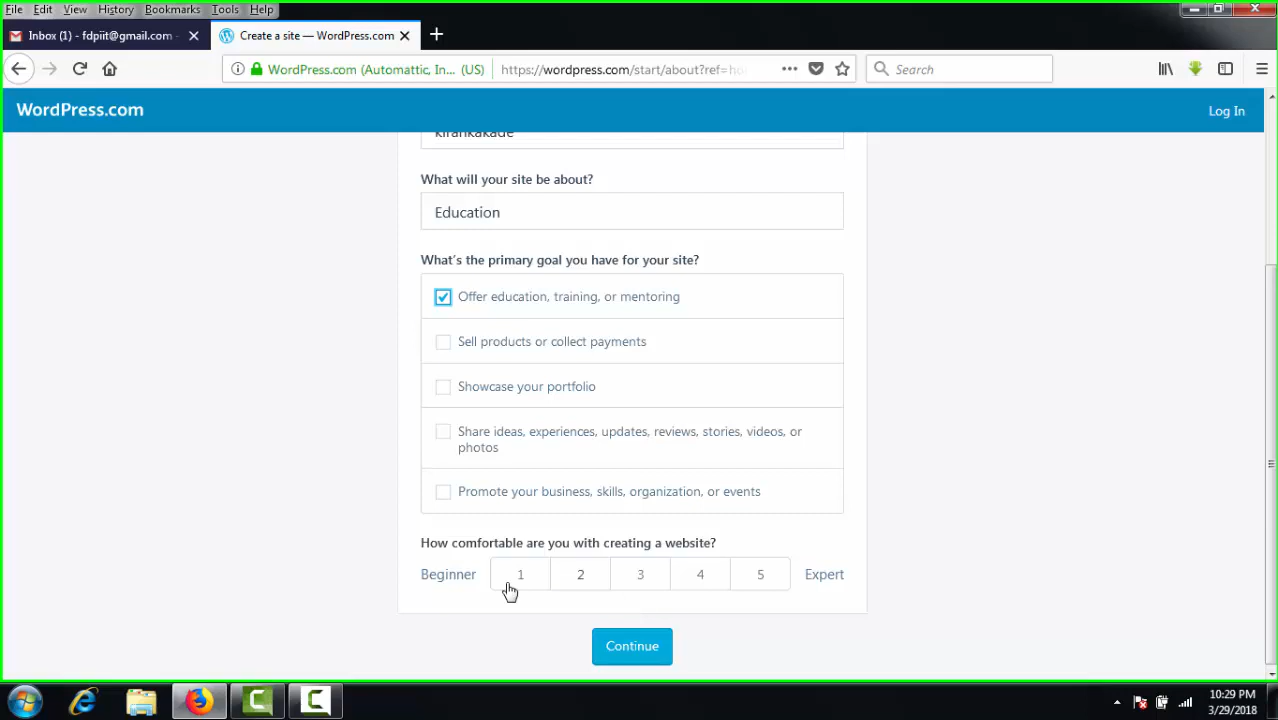 File Edit View History Bookmarks Tools Help
Inbox (1) - fdpiit@gmail.com -
Create a site — WordPress.com
WordPress.com (Automattic, In... (US)
https://wordpress.com/start/about?ref=ho
Search
WordPress.com
Log In
kirankakade
What will your site be about?
Education
What's the primary goal you have for your site?
Offer education, training, or mentoring
Sell products or collect payments
Showcase your portfolio
Share ideas, experiences, updates, reviews, stories, videos, or
photos
Promote your business, skills, organization, or events
How comfortable are you with creating a website?
Beginner 1 2 3 4 5 Expert
Continue
10:29 PM
3/29/2018